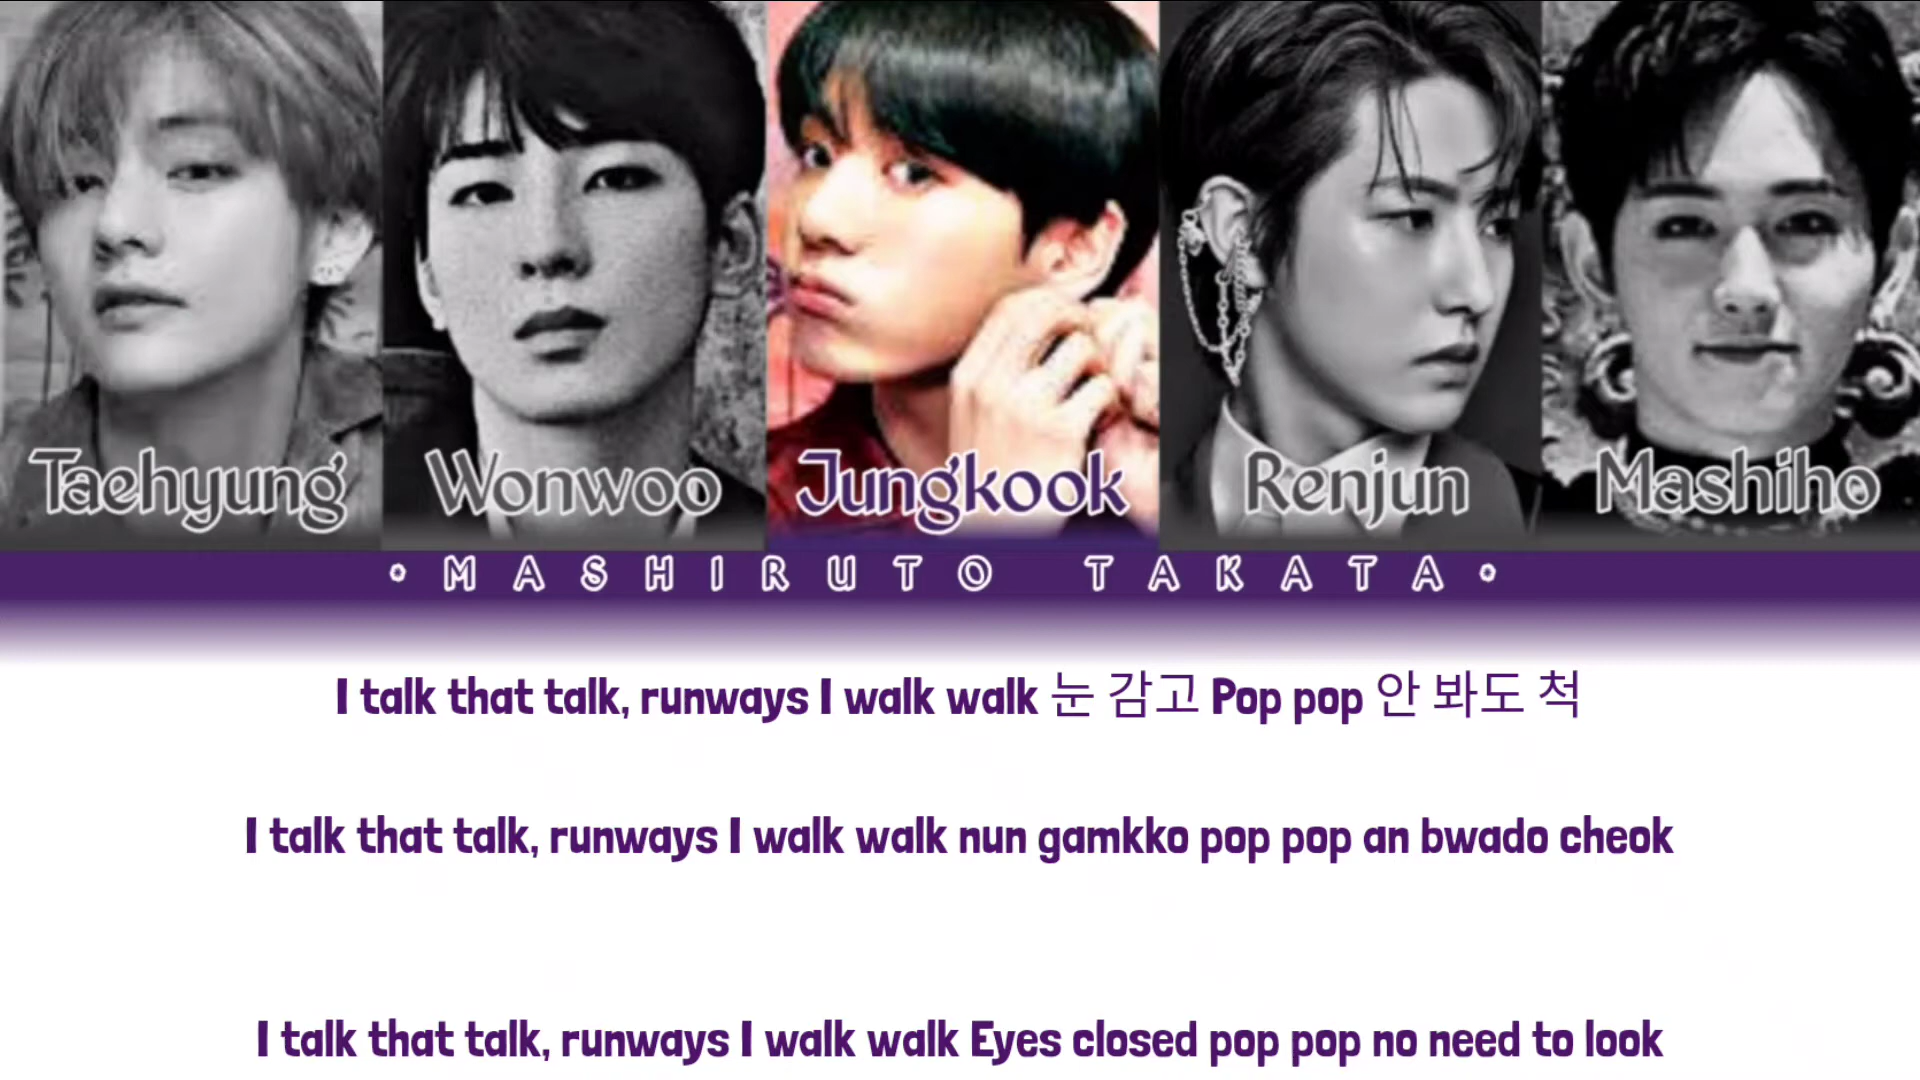 Taehyung Wonwoo Jungkook Renjun Mashiho
• MASHIRUTO TAKATA •
I talk that talk, runways I walk walk 눈 감고 Pop pop 안 봐도 척
I talk that talk, runways I walk walk nun gamkko pop pop an bwado cheok
I talk that talk, runways I walk walk Eyes closed pop pop no need to look